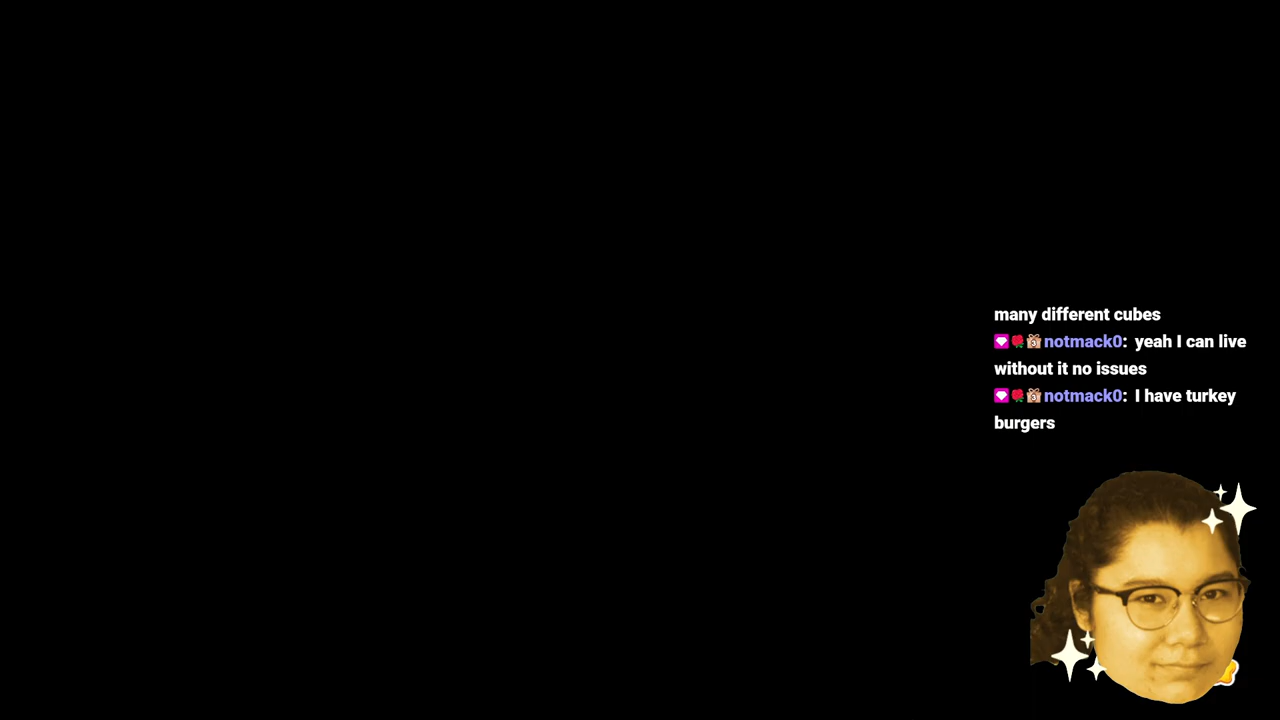 many different cubes
notmack0: yeah I can live
without it no issues
notmack0: I have turkey
burgers